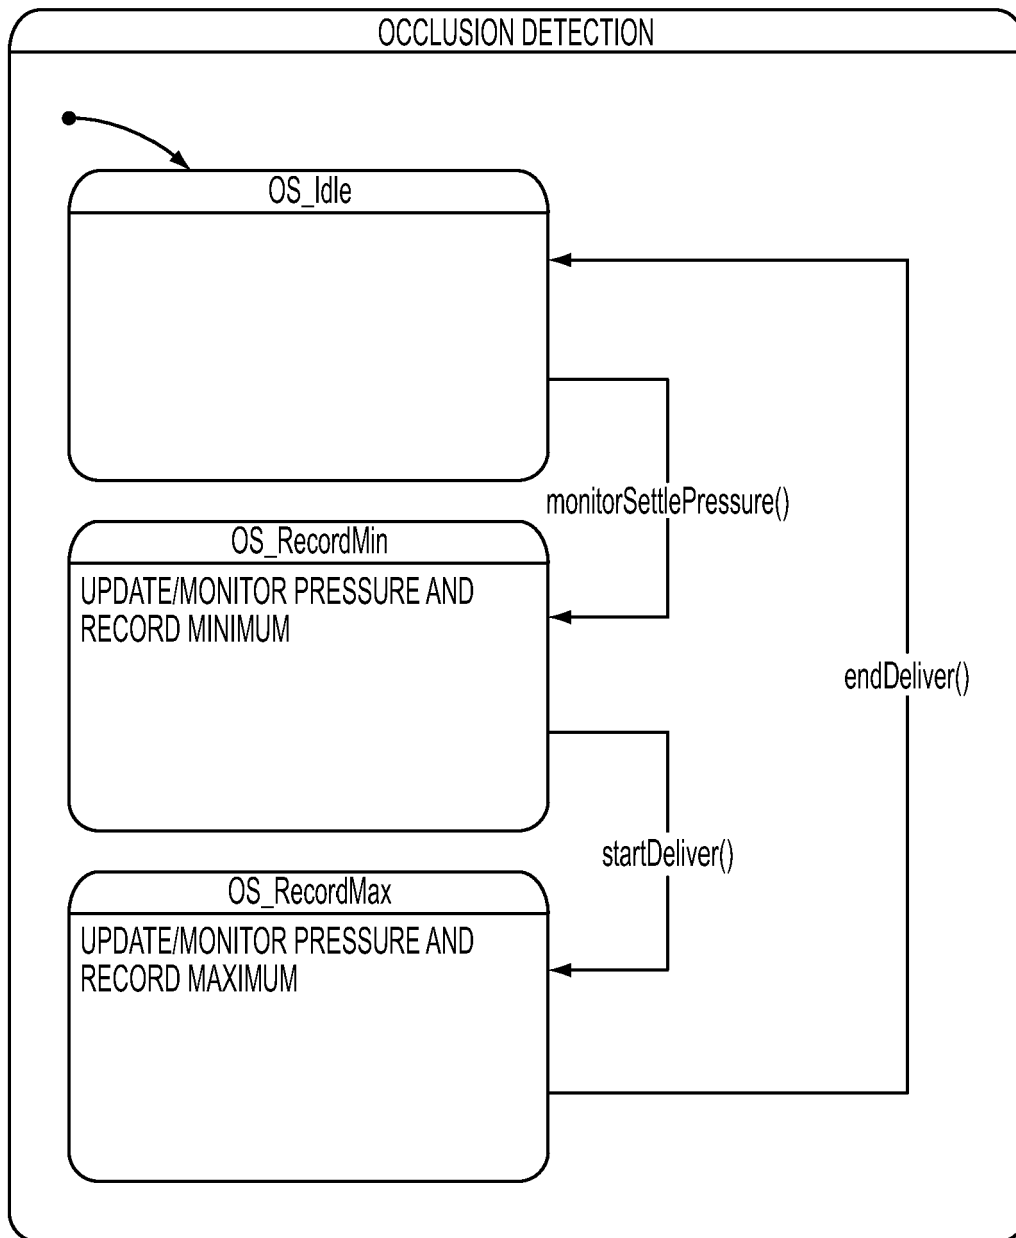 OCCLUSION DETECTION
OS_Idle
monitorSettlePressure()
OS_RecordMin
UPDATE/MONITOR PRESSURE AND
RECORD MINIMUM
endDeliver()
startDeliver()
OS_RecordMax
UPDATE/MONITOR PRESSURE AND
RECORD MAXIMUM